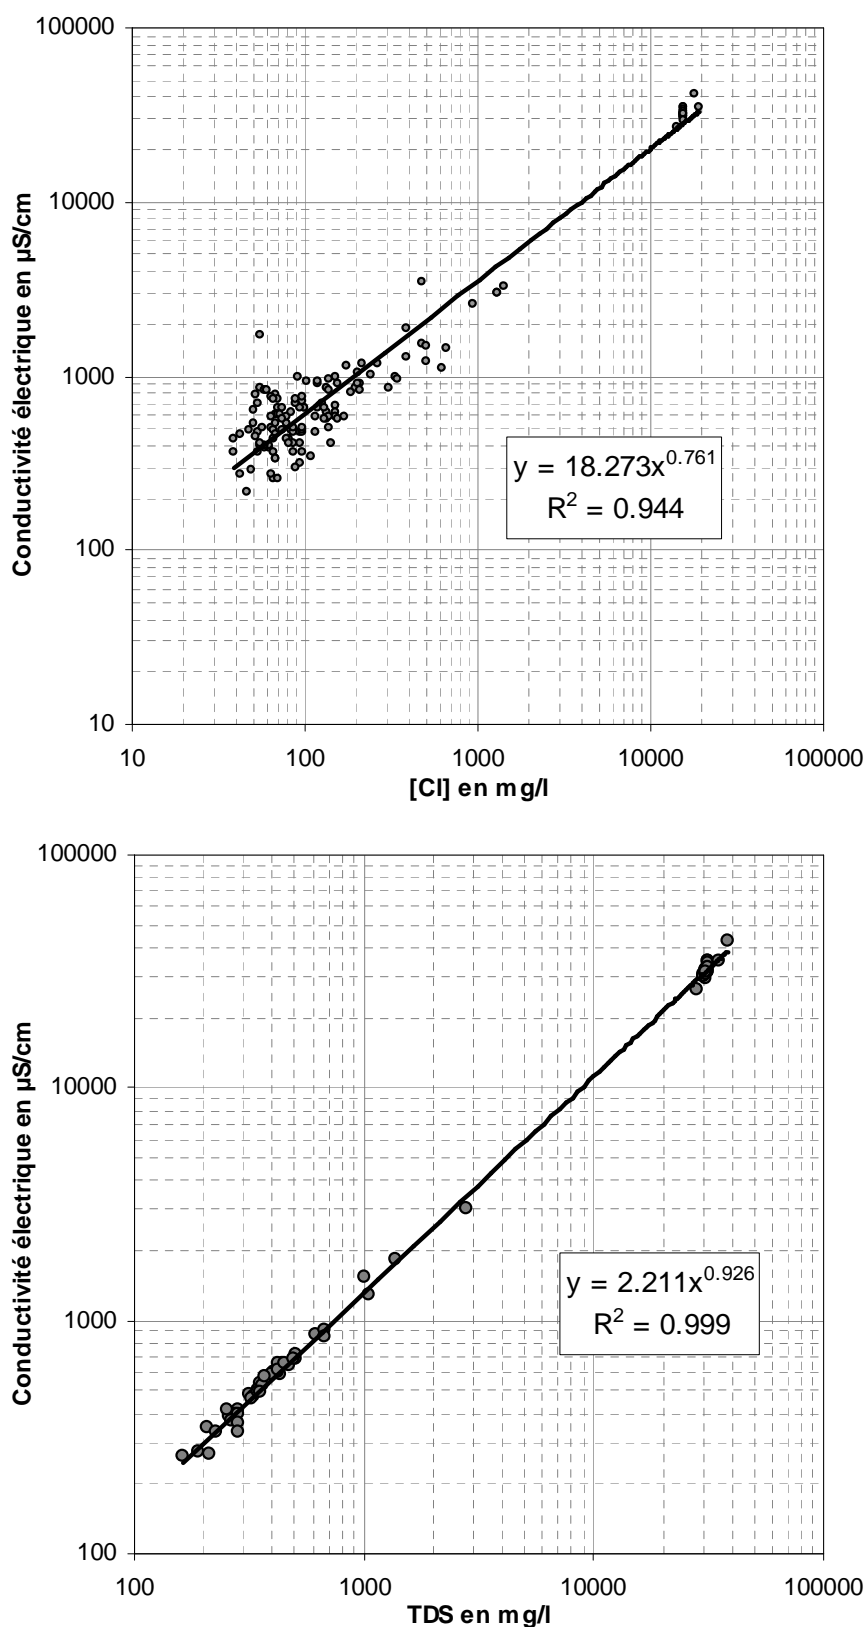 100000
10000
1000
100
10
Conductivité électrique en µS/cm
y = 18.273x^0.761
R² = 0.944
10 100 1000 10000 100000
[Cl] en mg/l
100000
10000
1000
100
Conductivité électrique en µS/cm
y = 2.211x^0.926
R² = 0.999
100 1000 10000 100000
TDS en mg/l